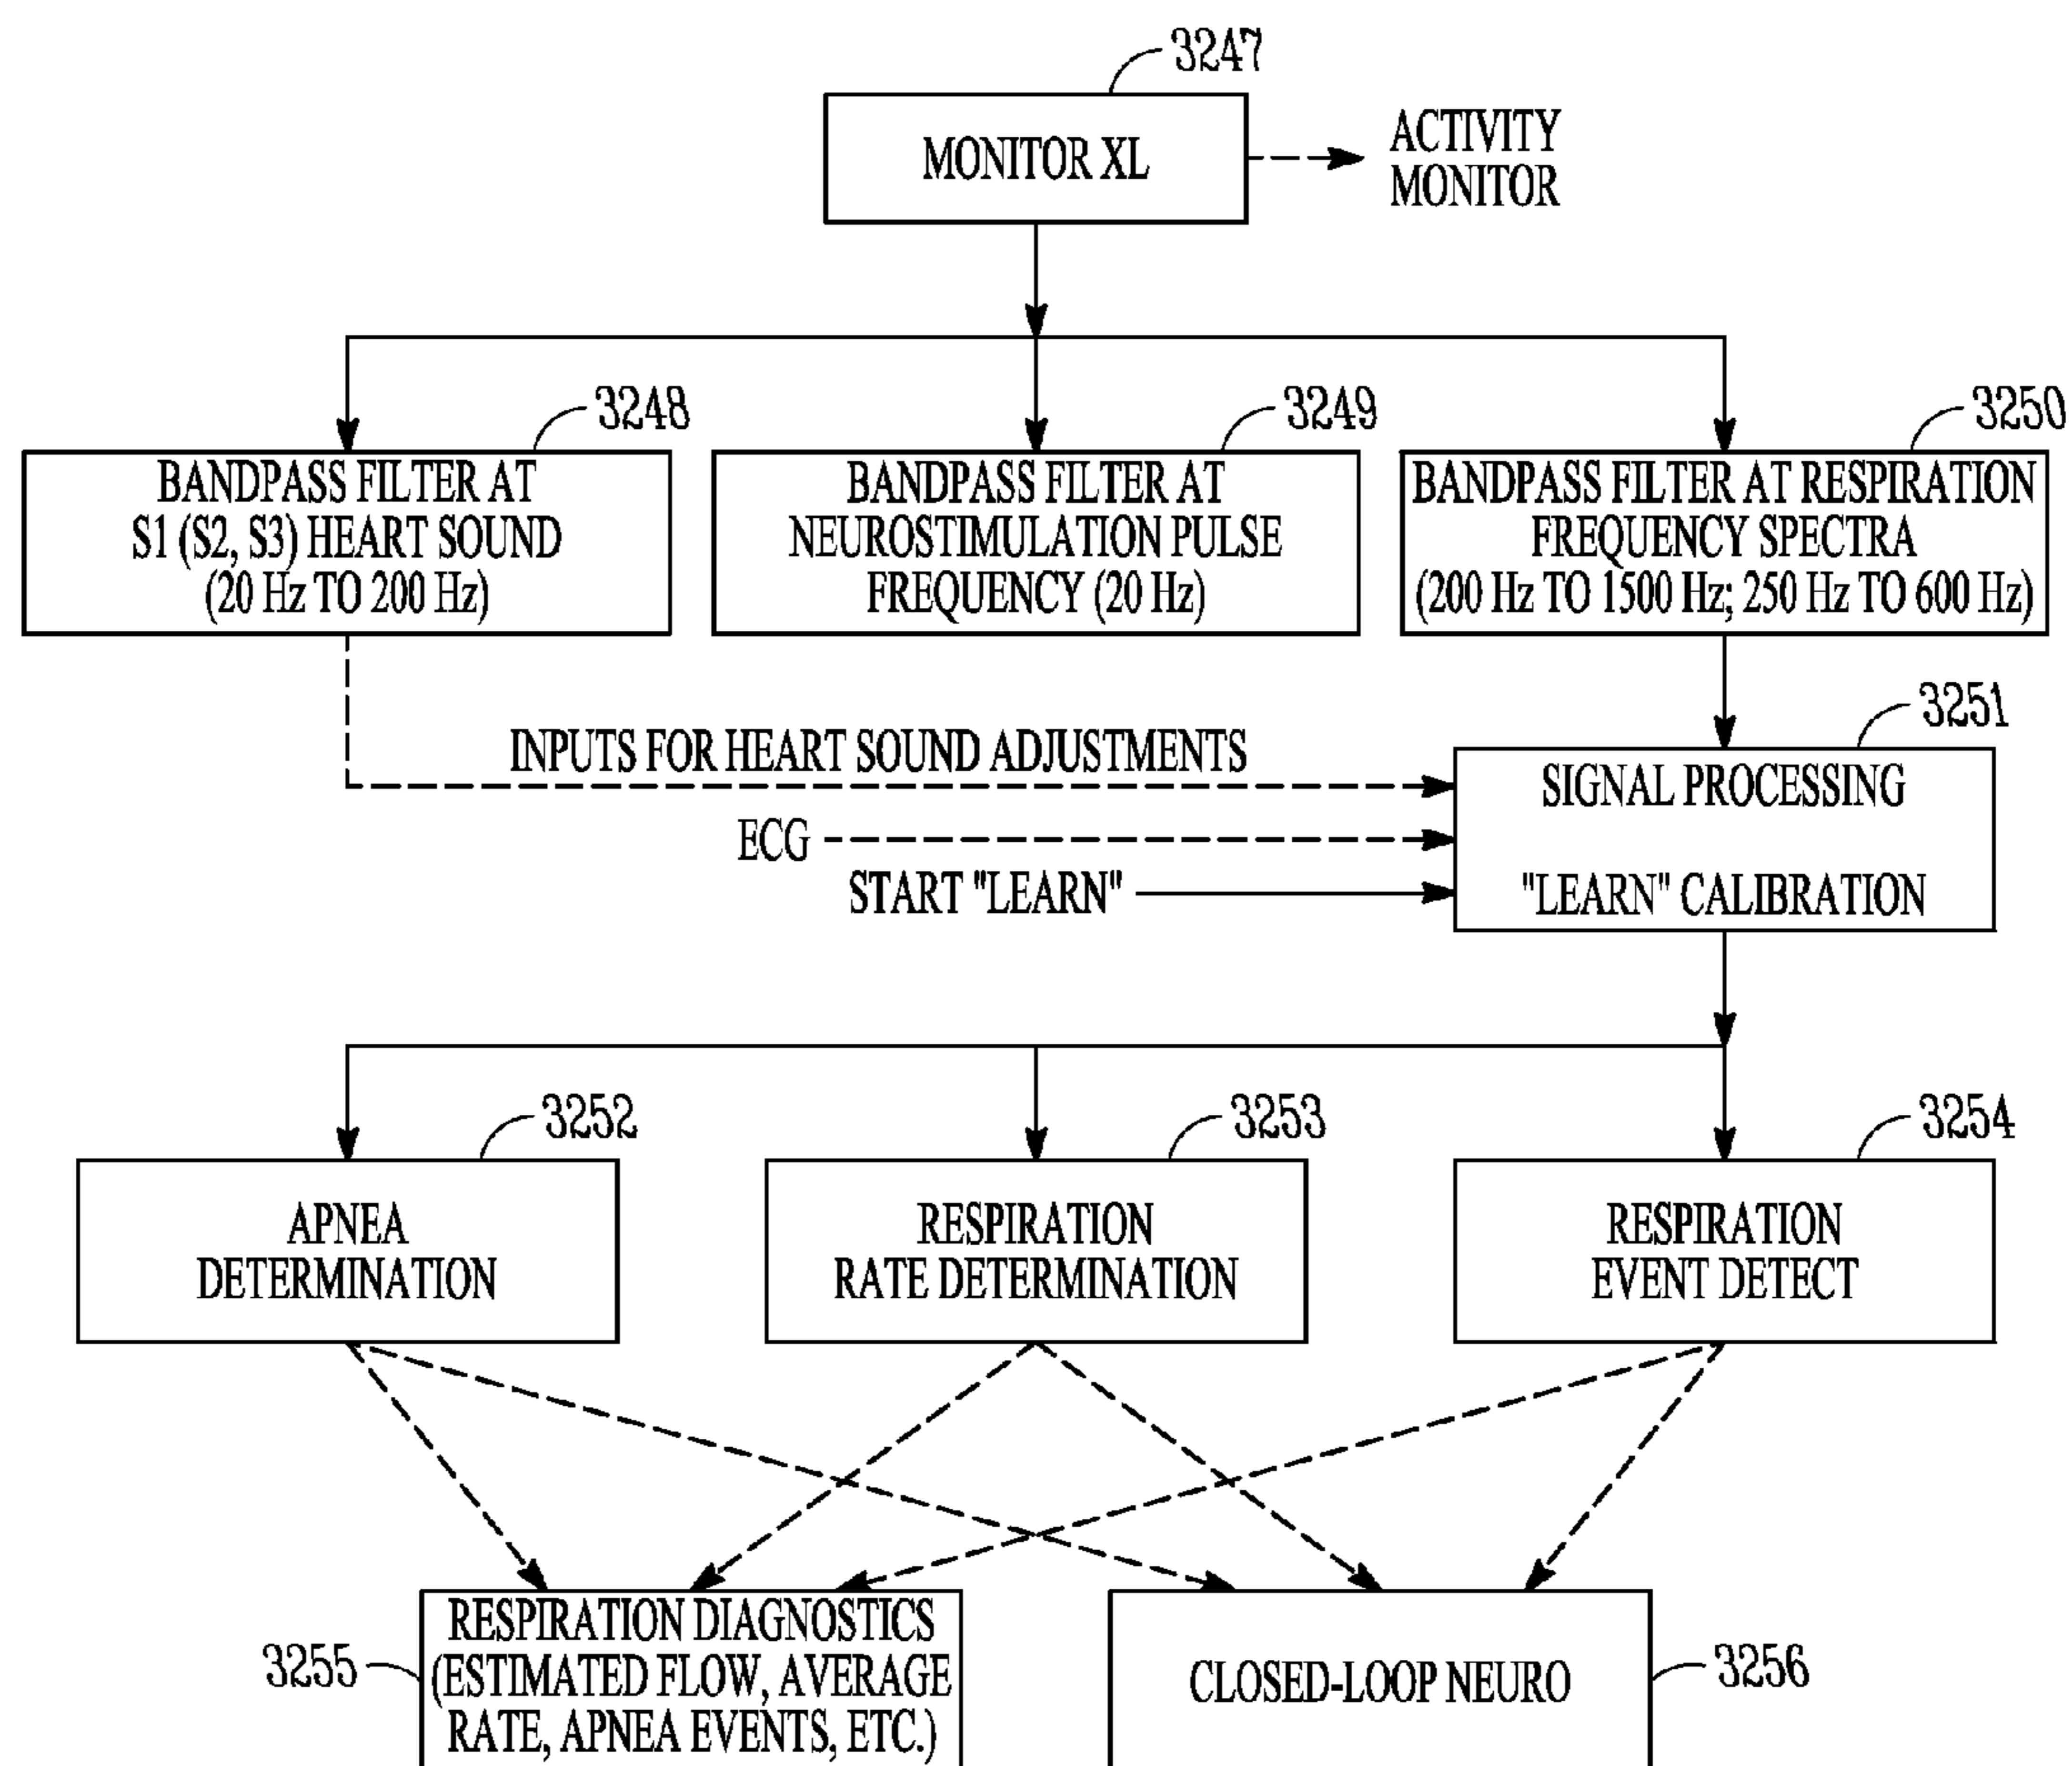 3247
MONITOR XL
ACTIVITY
MONITOR
3248
3249
3250
BANDPASS FILTER AT
S1 (S2, S3) HEART SOUND
(20 Hz TO 200 Hz)
BANDPASS FILTER AT
NEUROSTIMULATION PULSE
FREQUENCY (20 Hz)
BANDPASS FILTER AT RESPIRATION
FREQUENCY SPECTRA
(200 Hz TO 1500 Hz; 250 Hz TO 600 Hz)
3251
INPUTS FOR HEART SOUND ADJUSTMENTS
ECG
START "LEARN"
SIGNAL PROCESSING
"LEARN" CALIBRATION
3252
3253
3254
APNEA
DETERMINATION
RESPIRATION
RATE DETERMINATION
RESPIRATION
EVENT DETECT
3255
RESPIRATION DIAGNOSTICS
(ESTIMATED FLOW, AVERAGE
RATE, APNEA EVENTS, ETC.)
CLOSED-LOOP NEURO
3256